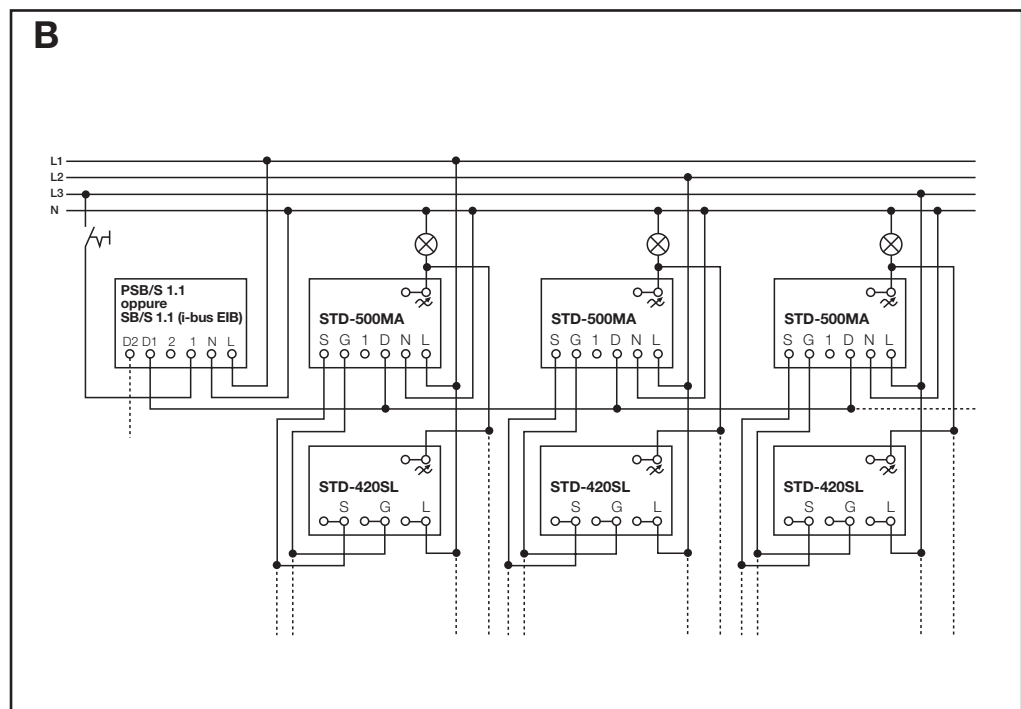 B
L1
L2
L3
N
PSB/S 1.1
oppure
SB/S 1.1 (i-bus EIB)
D2 D1 2 1 N L
STD-500MA
S G 1 D N L
STD-500MA
S G 1 D N L
STD-500MA
S G 1 D N L
STD-420SL
S G L
STD-420SL
S G L
STD-420SL
S G L